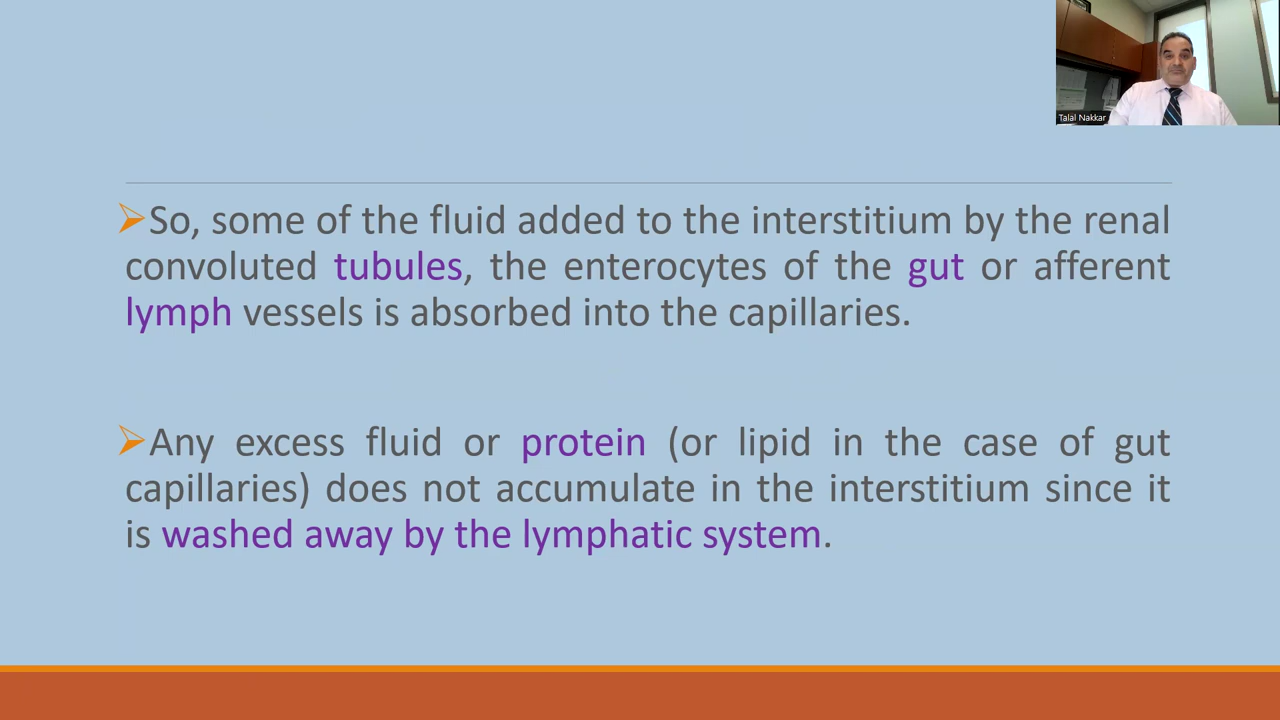 Talal Nakkar
➢So, some of the fluid added to the interstitium by the renal
convoluted tubules, the enterocytes of the gut or afferent
lymph vessels is absorbed into the capillaries.
➢Any excess fluid or protein (or lipid in the case of gut
capillaries) does not accumulate in the interstitium since it
is washed away by the lymphatic system.